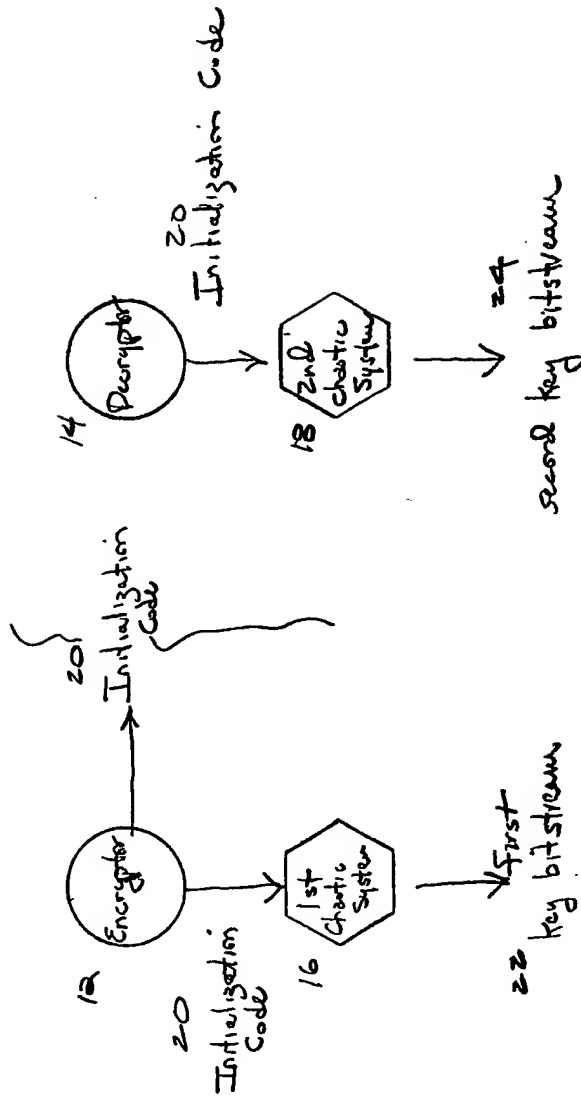 12
Encryptor
20'
Initialization
Code
14
Decryptor
20
Initialization
Code
20
Initialization Code
16
1st
Chaotic
System
18
2nd
Chaotic
System
22
First
key bitstream
24
second key bitstream